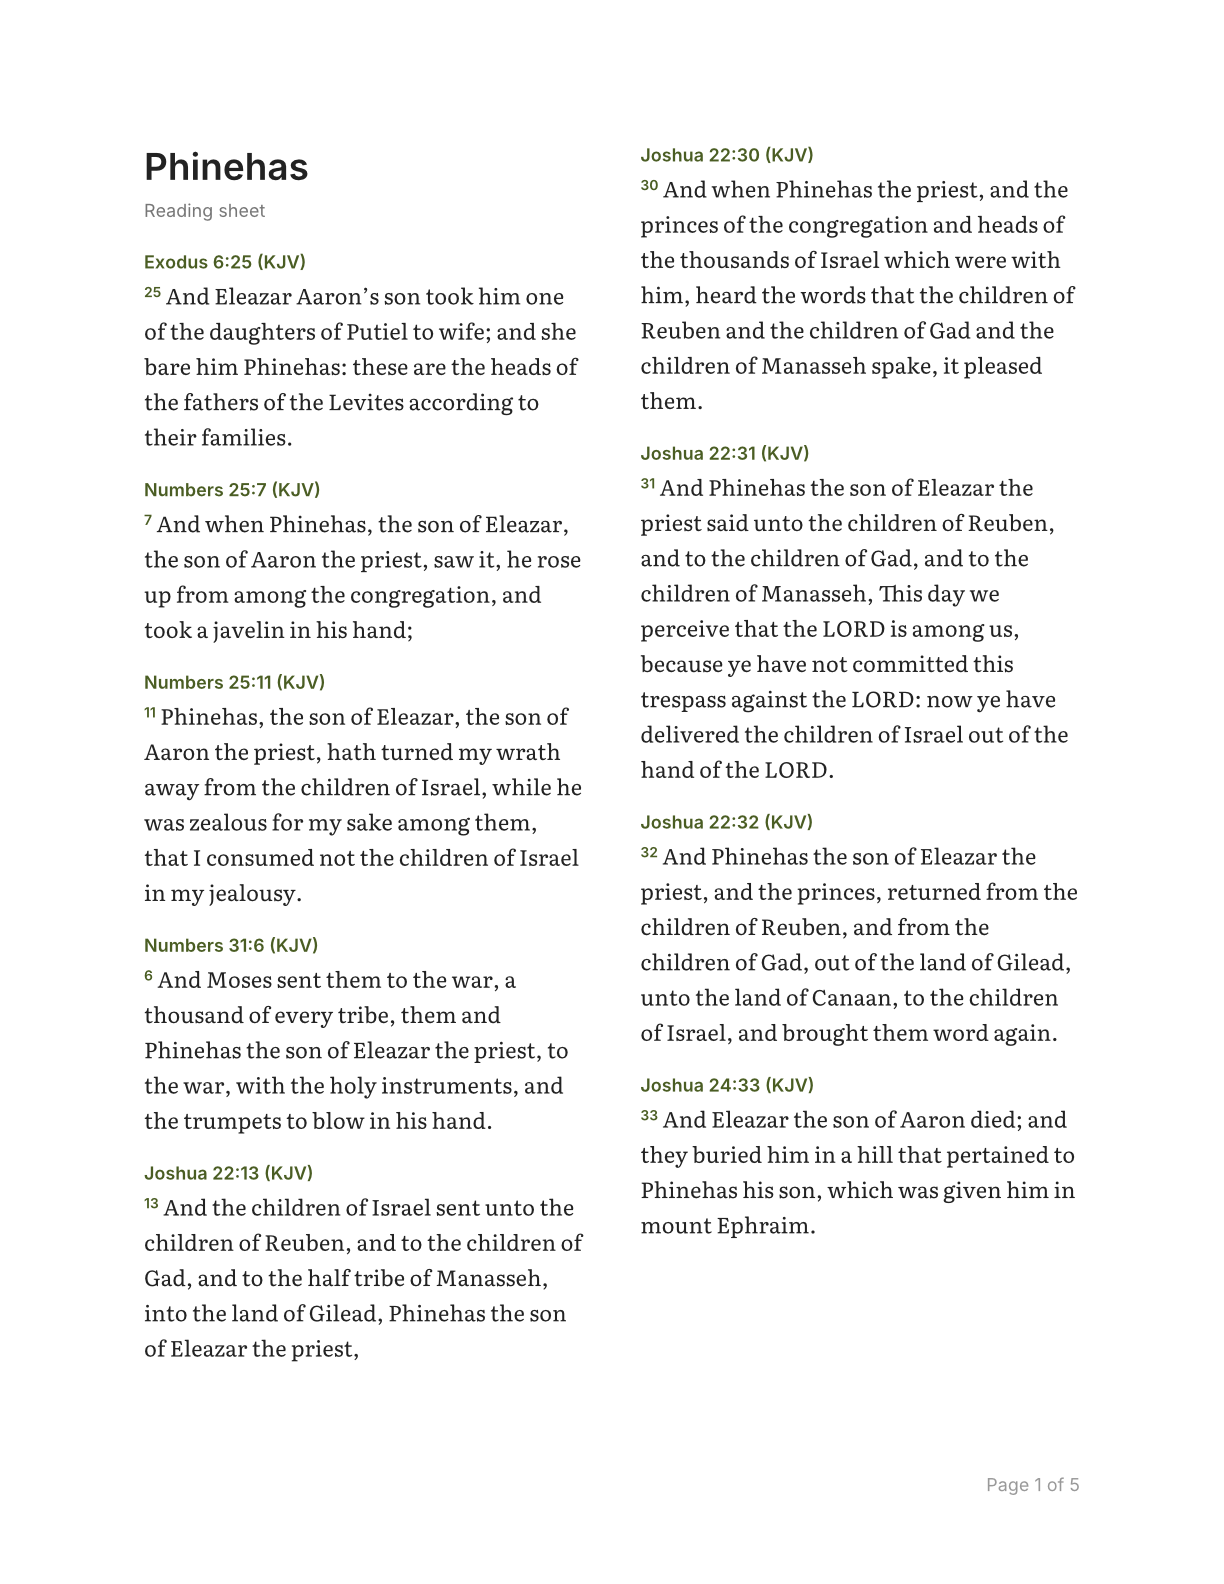 Phinehas
Reading sheet
Exodus 6:25 (KJV)
25 And Eleazar Aaron’s son took him one
of the daughters of Putiel to wife; and she
bare him Phinehas: these are the heads of
the fathers of the Levites according to
their families.
Numbers 25:7 (KJV)
7 And when Phinehas, the son of Eleazar,
the son of Aaron the priest, saw it, he rose
up from among the congregation, and
took a javelin in his hand;
Numbers 25:11 (KJV)
11 Phinehas, the son of Eleazar, the son of
Aaron the priest, hath turned my wrath
away from the children of Israel, while he
was zealous for my sake among them,
that I consumed not the children of Israel
in my jealousy.
Numbers 31:6 (KJV)
6 And Moses sent them to the war, a
thousand of every tribe, them and
Phinehas the son of Eleazar the priest, to
the war, with the holy instruments, and
the trumpets to blow in his hand.
Joshua 22:13 (KJV)
13 And the children of Israel sent unto the
children of Reuben, and to the children of
Gad, and to the half tribe of Manasseh,
into the land of Gilead, Phinehas the son
of Eleazar the priest,
Joshua 22:30 (KJV)
30 And when Phinehas the priest, and the
princes of the congregation and heads of
the thousands of Israel which were with
him, heard the words that the children of
Reuben and the children of Gad and the
children of Manasseh spake, it pleased
them.
Joshua 22:31 (KJV)
31 And Phinehas the son of Eleazar the
priest said unto the children of Reuben,
and to the children of Gad, and to the
children of Manasseh, This day we
perceive that the LORD is among us,
because ye have not committed this
trespass against the LORD: now ye have
delivered the children of Israel out of the
hand of the LORD.
Joshua 22:32 (KJV)
32 And Phinehas the son of Eleazar the
priest, and the princes, returned from the
children of Reuben, and from the
children of Gad, out of the land of Gilead,
unto the land of Canaan, to the children
of Israel, and brought them word again.
Joshua 24:33 (KJV)
33 And Eleazar the son of Aaron died; and
they buried him in a hill that pertained to
Phinehas his son, which was given him in
mount Ephraim.
Page 1 of 5